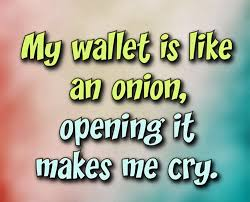 My wallet is like
an onion,
opening it
makes me cry.